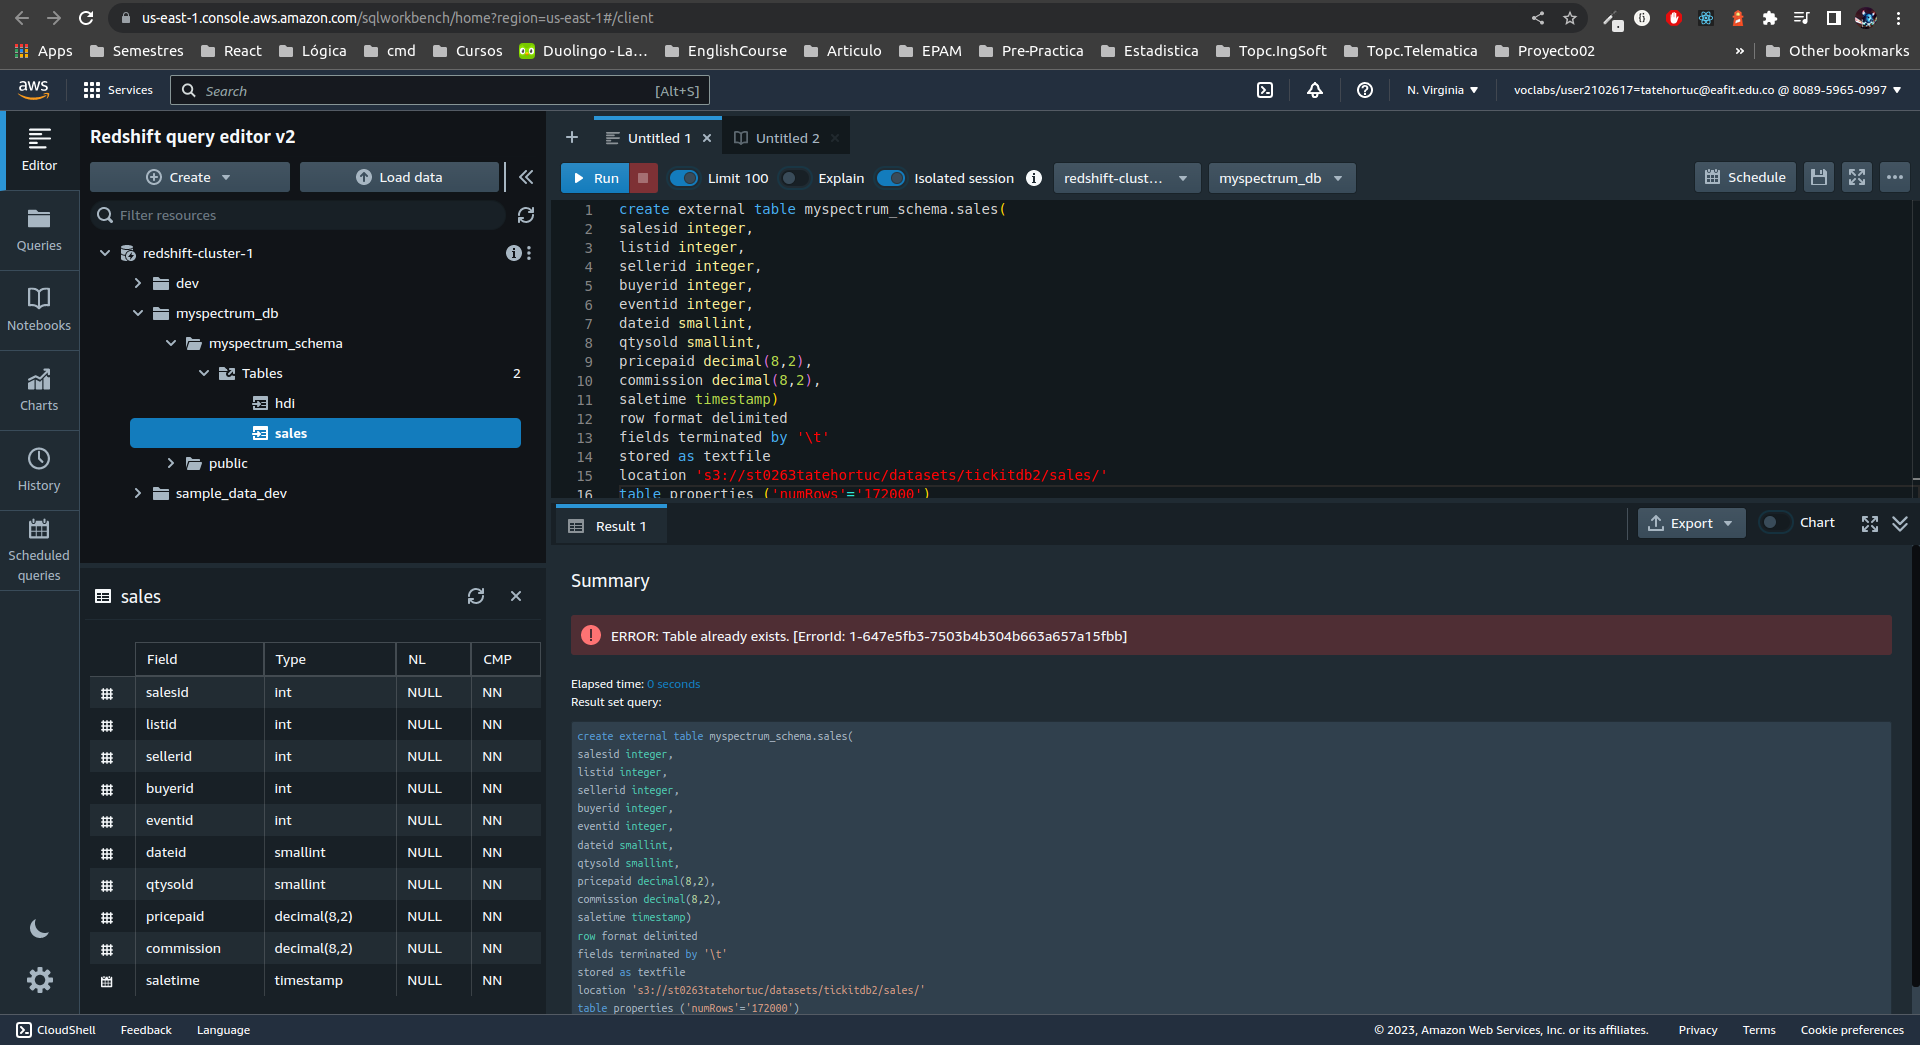 us-east-1.console.aws.amazon.com/sqlworkbench/home?region=us-east-1#/client
Apps
Semestres
React
Lógica
cmd
Cursos
Duolingo - La...
EnglishCourse
Articulo
EPAM
Pre-Practica
Estadistica
Topc.IngSoft
Topc.Telematica
Proyecto02
»
Other bookmarks
aws
Services
Search
[Alt+S]
N. Virginia
voclabs/user2102617=tatehortuc@eafit.edu.co @ 8089-5965-0997
Editor
Queries
Notebooks
Charts
History
Scheduled
queries
Redshift query editor v2
Create
Load data
Filter resources
redshift-cluster-1
dev
myspectrum_db
myspectrum_schema
Tables 2
hdi
sales
public
sample_data_dev
sales
Field Type NL CMP
salesid int NULL NN
listid int NULL NN
sellerid int NULL NN
buyerid int NULL NN
eventid int NULL NN
dateid smallint NULL NN
qtysold smallint NULL NN
pricepaid decimal(8,2) NULL NN
commission decimal(8,2) NULL NN
saletime timestamp NULL NN
Untitled 1
Untitled 2
Run
Limit 100
Explain
Isolated session
redshift-clust...
myspectrum_db
Schedule
1 create external table myspectrum_schema.sales(
2 salesid integer,
3 listid integer,
4 sellerid integer,
5 buyerid integer,
6 eventid integer,
7 dateid smallint,
8 qtysold smallint,
9 pricepaid decimal(8,2),
10 commission decimal(8,2),
11 saletime timestamp)
12 row format delimited
13 fields terminated by '\t'
14 stored as textfile
15 location 's3://st0263tatehortuc/datasets/tickitdb2/sales/'
16 table properties ('numRows'='172000')
Result 1
Export
Chart
Summary
ERROR: Table already exists. [ErrorId: 1-647e5fb3-7503b4b304b663a657a15fbb]
Elapsed time: 0 seconds
Result set query:
create external table myspectrum_schema.sales(
salesid integer,
listid integer,
sellerid integer,
buyerid integer,
eventid integer,
dateid smallint,
qtysold smallint,
pricepaid decimal(8,2),
commission decimal(8,2),
saletime timestamp)
row format delimited
fields terminated by '\t'
stored as textfile
location 's3://st0263tatehortuc/datasets/tickitdb2/sales/'
table properties ('numRows'='172000')
CloudShell
Feedback
Language
© 2023, Amazon Web Services, Inc. or its affiliates.
Privacy
Terms
Cookie preferences